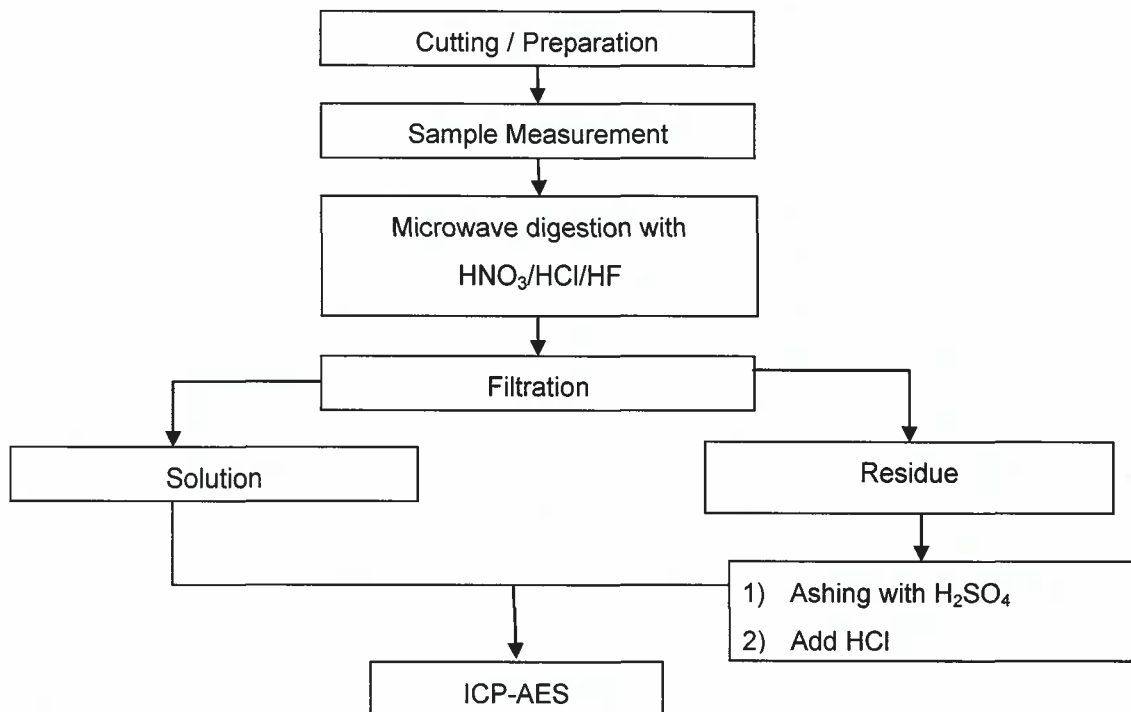 Cutting / Preparation
Sample Measurement
Microwave digestion with
HNO₃/HCl/HF
Filtration
Solution
Residue
1) Ashing with H₂SO₄
2) Add HCl
ICP-AES